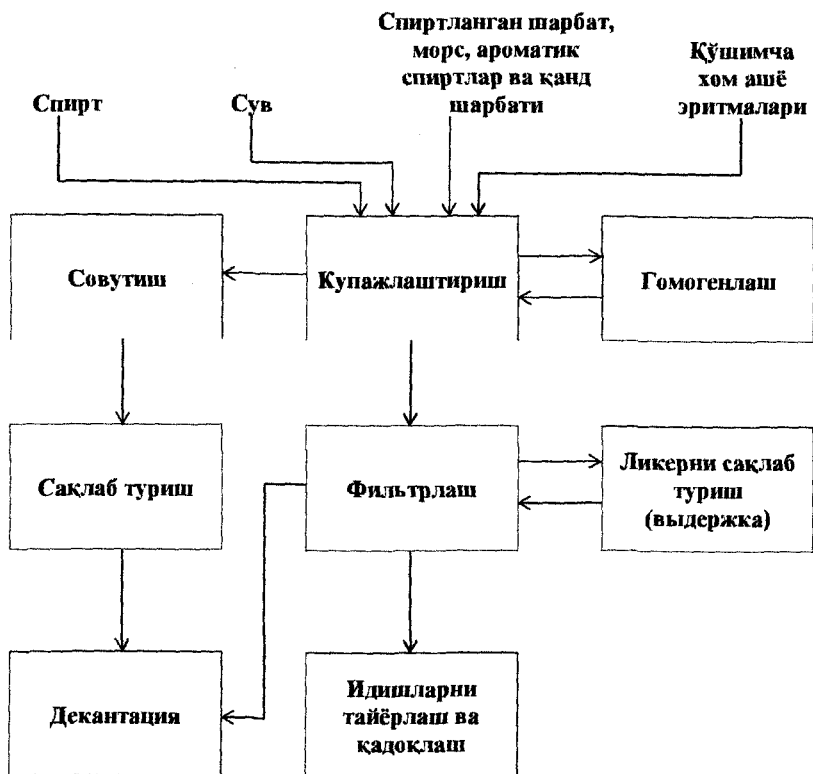 Спиртланган шарбат,
морс, ароматик
спиртлар ва қанд
шарбати
Қўшимча
хом ашё
эритмалари
Спирт
Сув
Совутиш
Купажлаштириш
Гомогенлаш
Сақлаб туриш
Фильтрлаш
Ликерни сақлаб
туриш
(выдержка)
Декантация
Идишларни
тайёрлаш ва
қадоқлаш